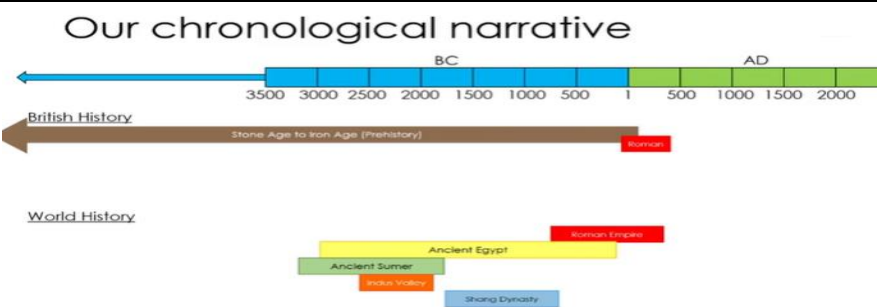 Our chronological narrative
BC AD
3500 3000 2500 2000 1500 1000 500 1 500 1000 1500 2000
British History
Stone Age to Iron Age (Prehistory)
Roman
World History
Roman Empire
Ancient Egypt
Ancient Sumer
Indus Valley
Shang Dynasty